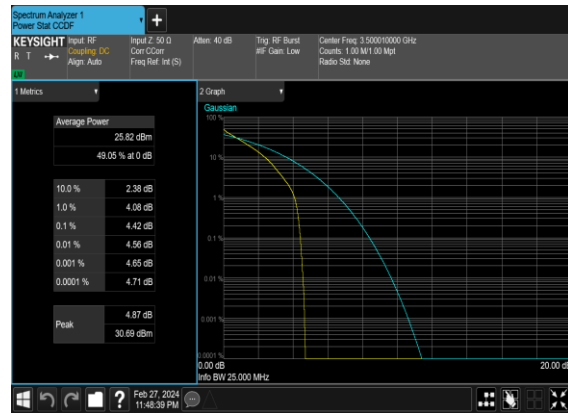 Spectrum Analyzer 1
Power Stat CCDF
KEYSIGHT
R T
LXI
Input: RF
Coupling: DC
Align: Auto
Input Z: 50 Ω
Corr CCorr
Freq Ref: Int (S)
Atten: 40 dB
Trig: RF Burst
#IF Gain: Low
Center Freq: 3.500010000 GHz
Counts: 1.00 M/1.00 Mpt
Radio Std: None
1 Metrics
Average Power
25.82 dBm
49.05 % at 0 dB
10.0 % 2.38 dB
1.0 % 4.08 dB
0.1 % 4.42 dB
0.01 % 4.56 dB
0.001 % 4.65 dB
0.0001 % 4.71 dB
Peak
4.87 dB
30.69 dBm
2 Graph
Gaussian
100 %
10 %
1 %
0.1 %
0.01 %
0.001 %
0.0001 %
0.00 dB
20.00 dB
Info BW 25.000 MHz
?
Feb 27, 2024
11:48:39 PM